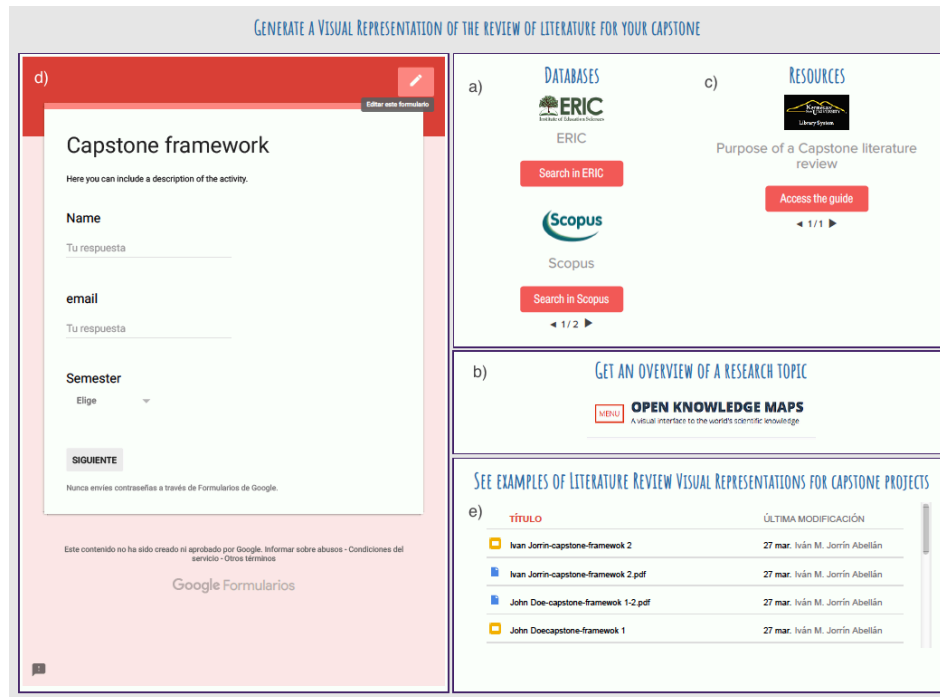 GENERATE A VISUAL REPRESENTATION OF THE REVIEW OF LITERATURE FOR YOUR CAPSTONE
d)
Editar este formulario
Capstone framework
Here you can include a description of the activity.
Name
Tu respuesta
email
Tu respuesta
Semester
Elige
SIGUIENTE
Nunca envíes contraseñas a través de Formularios de Google.
Este contenido no ha sido creado ni aprobado por Google. Informar sobre abusos - Condiciones del
servicio - Otros términos
Google Formularios
a)
DATABASES
ERIC
Institute of Education Sciences
ERIC
Search in ERIC
Scopus
Scopus
Search in Scopus
◄ 1/2 ►
c)
RESOURCES
Library System
Purpose of a Capstone literature
review
Access the guide
◄ 1/1 ►
b)
GET AN OVERVIEW OF A RESEARCH TOPIC
MENU
OPEN KNOWLEDGE MAPS
A visual interface to the world's scientific knowledge
SEE EXAMPLES OF LITERATURE REVIEW VISUAL REPRESENTATIONS FOR CAPSTONE PROJECTS
e)
TÍTULO ÚLTIMA MODIFICACIÓN
Ivan Jorrin-capstone-framewok 2 27 mar. Iván M. Jorrín Abellán
Ivan Jorrin-capstone-framewok 2.pdf 27 mar. Iván M. Jorrín Abellán
John Doe-capstone-framewok 1-2.pdf 27 mar. Iván M. Jorrín Abellán
John Doecapstone-framewok 1 27 mar. Iván M. Jorrín Abellán